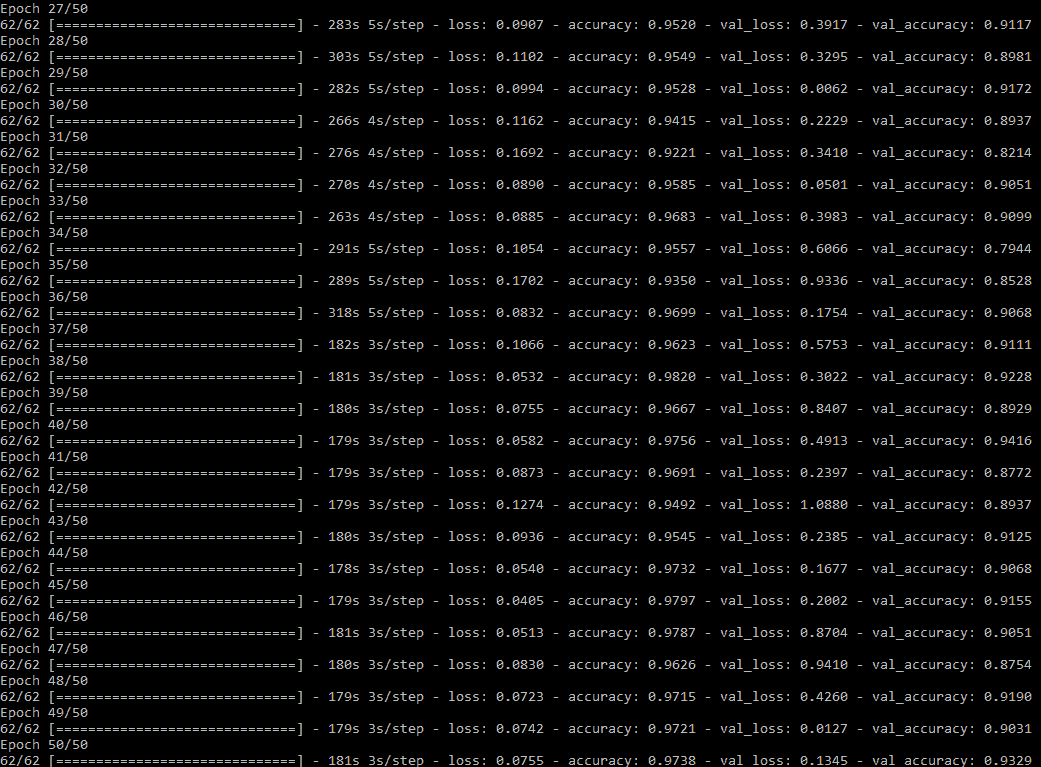 Epoch 27/50
62/62 [==============================] - 283s 5s/step - loss: 0.0907 - accuracy: 0.9520 - val_loss: 0.3917 - val_accuracy: 0.9117
Epoch 28/50
62/62 [==============================] - 303s 5s/step - loss: 0.1102 - accuracy: 0.9549 - val_loss: 0.3295 - val_accuracy: 0.8981
Epoch 29/50
62/62 [==============================] - 282s 5s/step - loss: 0.0994 - accuracy: 0.9528 - val_loss: 0.0062 - val_accuracy: 0.9172
Epoch 30/50
62/62 [==============================] - 266s 4s/step - loss: 0.1162 - accuracy: 0.9415 - val_loss: 0.2229 - val_accuracy: 0.8937
Epoch 31/50
62/62 [==============================] - 276s 4s/step - loss: 0.1692 - accuracy: 0.9221 - val_loss: 0.3410 - val_accuracy: 0.8214
Epoch 32/50
62/62 [==============================] - 270s 4s/step - loss: 0.0890 - accuracy: 0.9585 - val_loss: 0.0501 - val_accuracy: 0.9051
Epoch 33/50
62/62 [==============================] - 263s 4s/step - loss: 0.0885 - accuracy: 0.9683 - val_loss: 0.3983 - val_accuracy: 0.9099
Epoch 34/50
62/62 [==============================] - 291s 5s/step - loss: 0.1054 - accuracy: 0.9557 - val_loss: 0.6066 - val_accuracy: 0.7944
Epoch 35/50
62/62 [==============================] - 289s 5s/step - loss: 0.1702 - accuracy: 0.9350 - val_loss: 0.9336 - val_accuracy: 0.8528
Epoch 36/50
62/62 [==============================] - 318s 5s/step - loss: 0.0832 - accuracy: 0.9699 - val_loss: 0.1754 - val_accuracy: 0.9068
Epoch 37/50
62/62 [==============================] - 182s 3s/step - loss: 0.1066 - accuracy: 0.9623 - val_loss: 0.5753 - val_accuracy: 0.9111
Epoch 38/50
62/62 [==============================] - 181s 3s/step - loss: 0.0532 - accuracy: 0.9820 - val_loss: 0.3022 - val_accuracy: 0.9228
Epoch 39/50
62/62 [==============================] - 180s 3s/step - loss: 0.0755 - accuracy: 0.9667 - val_loss: 0.8407 - val_accuracy: 0.8929
Epoch 40/50
62/62 [==============================] - 179s 3s/step - loss: 0.0582 - accuracy: 0.9756 - val_loss: 0.4913 - val_accuracy: 0.9416
Epoch 41/50
62/62 [==============================] - 179s 3s/step - loss: 0.0873 - accuracy: 0.9691 - val_loss: 0.2397 - val_accuracy: 0.8772
Epoch 42/50
62/62 [==============================] - 179s 3s/step - loss: 0.1274 - accuracy: 0.9492 - val_loss: 1.0880 - val_accuracy: 0.8937
Epoch 43/50
62/62 [==============================] - 180s 3s/step - loss: 0.0936 - accuracy: 0.9545 - val_loss: 0.2385 - val_accuracy: 0.9125
Epoch 44/50
62/62 [==============================] - 178s 3s/step - loss: 0.0540 - accuracy: 0.9732 - val_loss: 0.1677 - val_accuracy: 0.9068
Epoch 45/50
62/62 [==============================] - 179s 3s/step - loss: 0.0405 - accuracy: 0.9797 - val_loss: 0.2002 - val_accuracy: 0.9155
Epoch 46/50
62/62 [==============================] - 181s 3s/step - loss: 0.0513 - accuracy: 0.9787 - val_loss: 0.8704 - val_accuracy: 0.9051
Epoch 47/50
62/62 [==============================] - 180s 3s/step - loss: 0.0830 - accuracy: 0.9626 - val_loss: 0.9410 - val_accuracy: 0.8754
Epoch 48/50
62/62 [==============================] - 179s 3s/step - loss: 0.0723 - accuracy: 0.9715 - val_loss: 0.4260 - val_accuracy: 0.9190
Epoch 49/50
62/62 [==============================] - 179s 3s/step - loss: 0.0742 - accuracy: 0.9721 - val_loss: 0.0127 - val_accuracy: 0.9031
Epoch 50/50
62/62 [==============================] - 181s 3s/step - loss: 0.0755 - accuracy: 0.9738 - val_loss: 0.1345 - val_accuracy: 0.9329